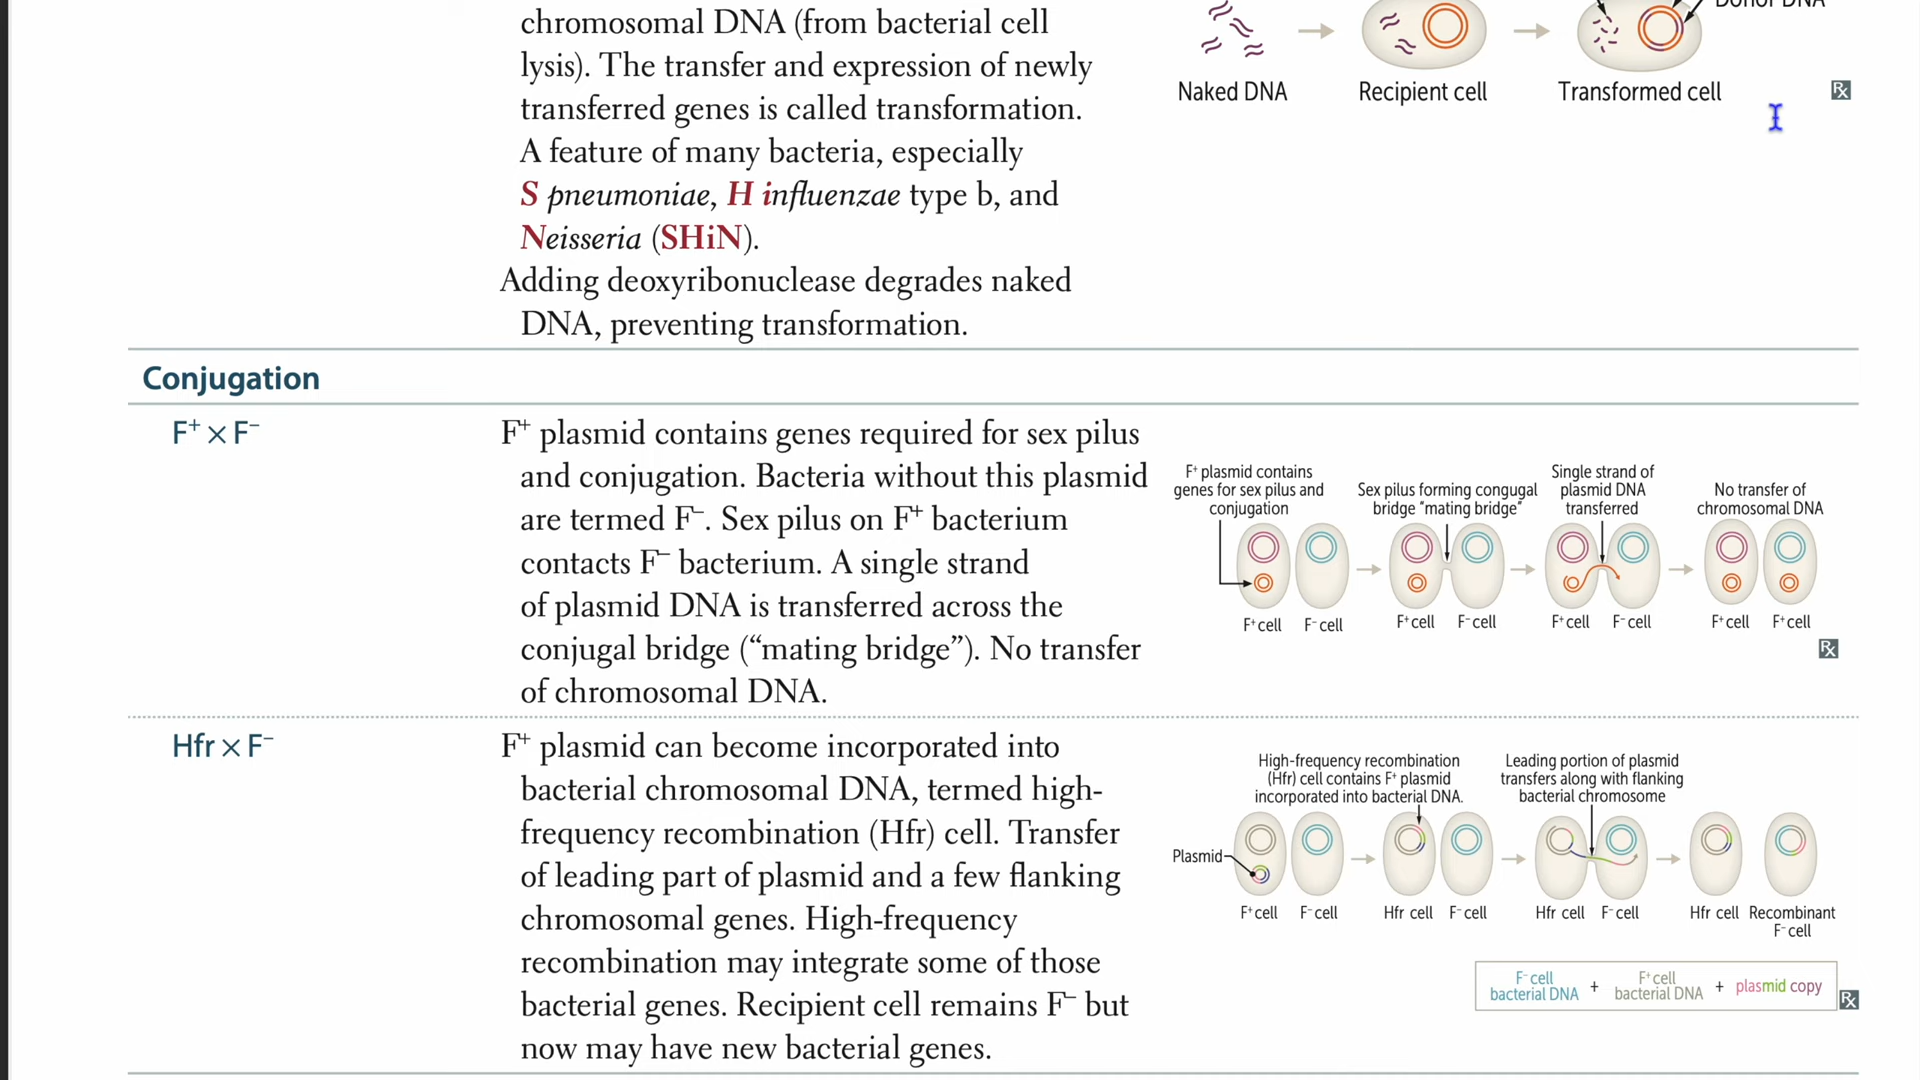 chromosomal DNA (from bacterial cell
lysis). The transfer and expression of newly
transferred genes is called transformation.
A feature of many bacteria, especially
S pneumoniae, H influenzae type b, and
Neisseria (SHiN).
Adding deoxyribonuclease degrades naked
DNA, preventing transformation.
Donor DNA
Naked DNA
Recipient cell
Transformed cell
Rx
Conjugation
F+ × F–
F+ plasmid contains genes required for sex pilus
and conjugation. Bacteria without this plasmid
are termed F–. Sex pilus on F+ bacterium
contacts F– bacterium. A single strand
of plasmid DNA is transferred across the
conjugal bridge (“mating bridge”). No transfer
of chromosomal DNA.
F+ plasmid contains
genes for sex pilus and
conjugation
Sex pilus forming congugal
bridge “mating bridge”
Single strand of
plasmid DNA
transferred
No transfer of
chromosomal DNA
F+ cell F– cell
F+ cell F– cell
F+ cell F– cell
F+ cell F+ cell
Rx
Hfr × F–
F+ plasmid can become incorporated into
bacterial chromosomal DNA, termed high-
frequency recombination (Hfr) cell. Transfer
of leading part of plasmid and a few flanking
chromosomal genes. High-frequency
recombination may integrate some of those
bacterial genes. Recipient cell remains F– but
now may have new bacterial genes.
High-frequency recombination
(Hfr) cell contains F+ plasmid
incorporated into bacterial DNA.
Leading portion of plasmid
transfers along with flanking
bacterial chromosome
Plasmid
F+ cell F– cell
Hfr cell F– cell
Hfr cell F– cell
Hfr cell
Recombinant
F– cell
F– cell
bacterial DNA
+
F+ cell
bacterial DNA
+
plasmid copy
Rx